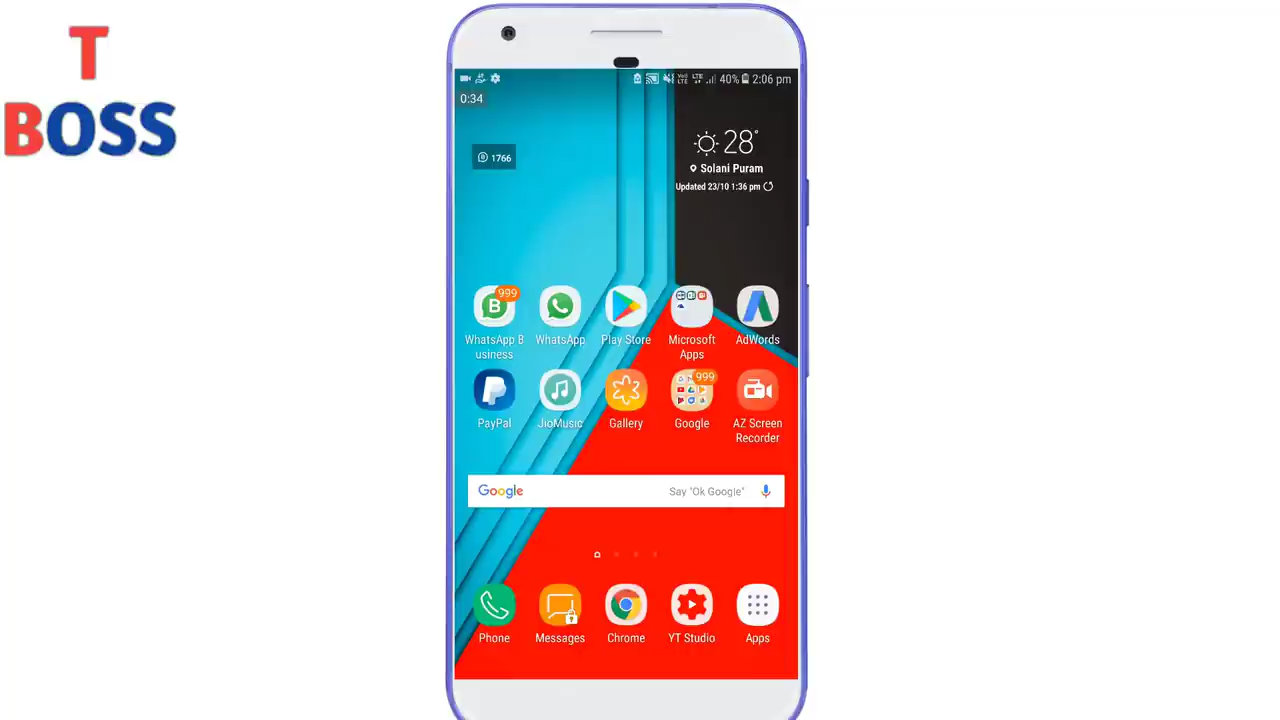 T
BOSS
40% 2:06 pm
0:34
1766
28°
Solani Puram
Updated 23/10 1:36 pm
999
B
WhatsApp B
usiness
WhatsApp
Play Store
Microsoft
Apps
AdWords
999
PayPal
JioMusic
Gallery
Google
AZ Screen
Recorder
Google
Say "Ok Google"
Phone
Messages
Chrome
YT Studio
Apps